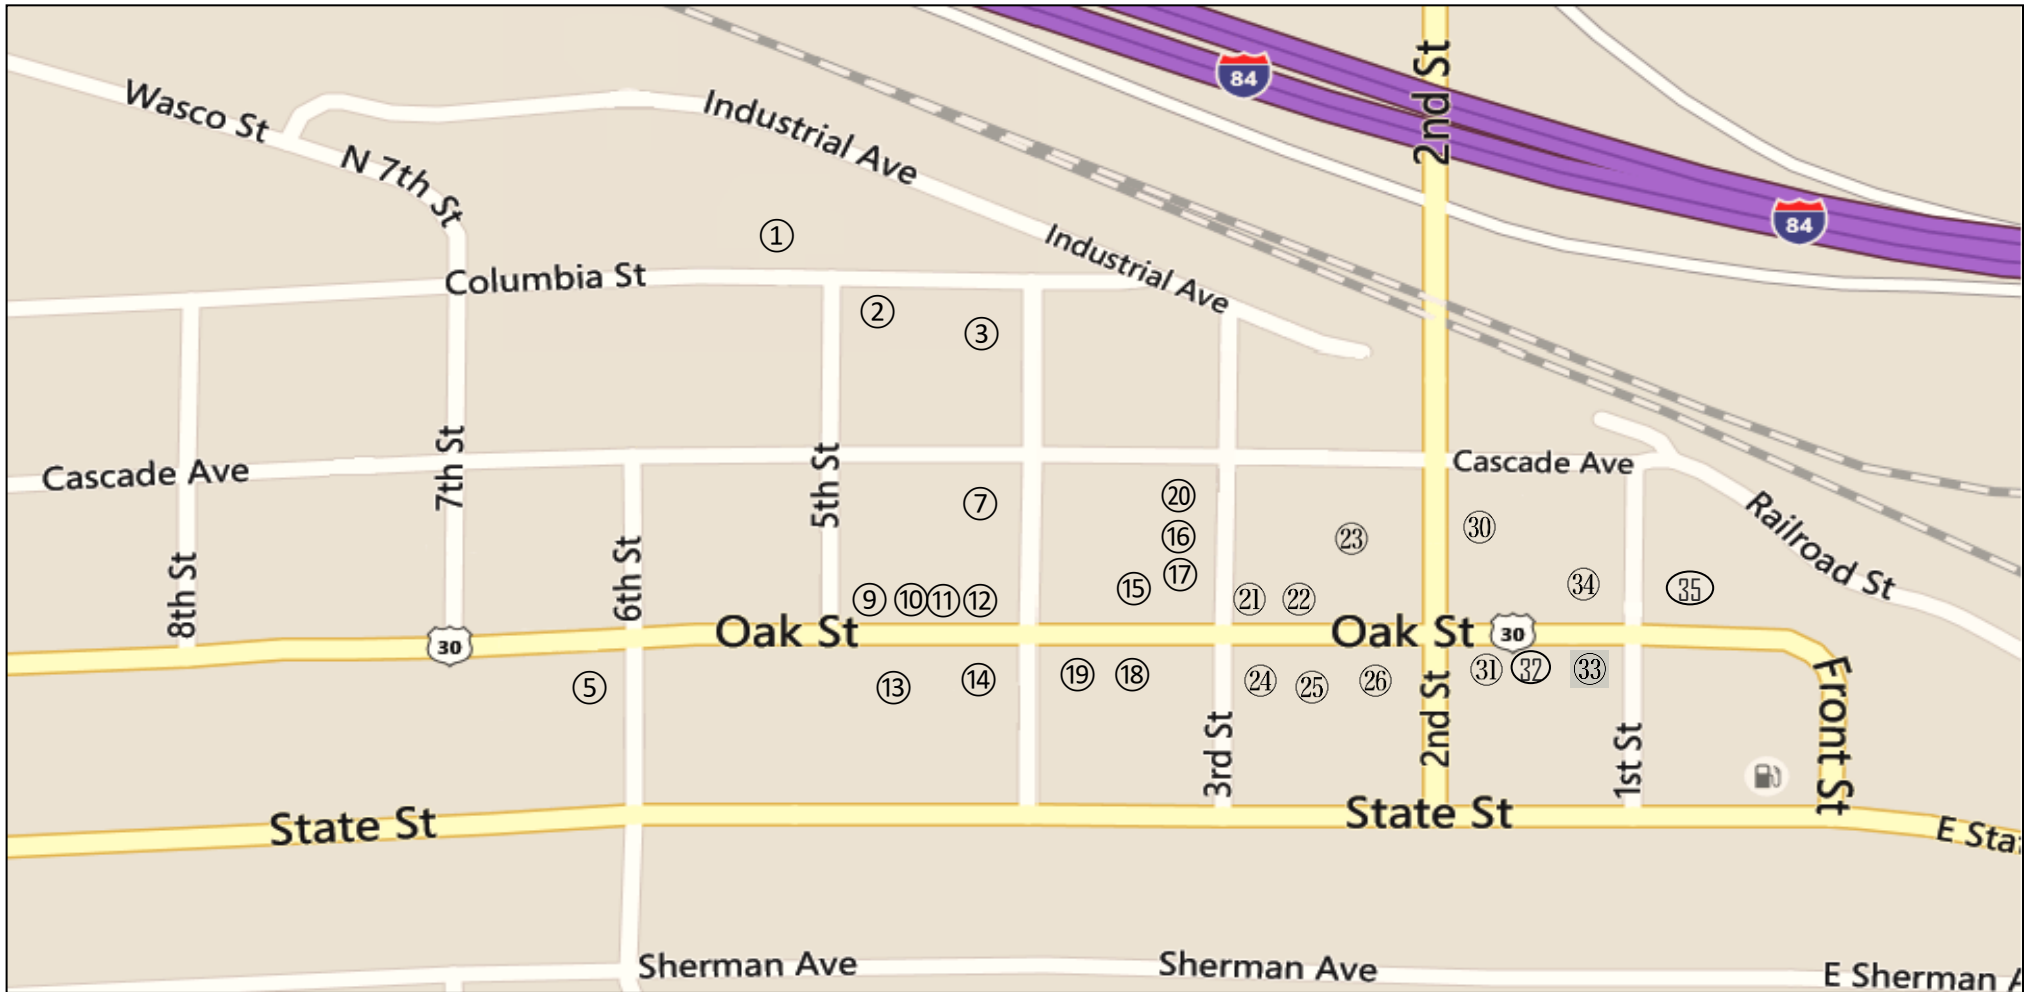 2nd St
84
Wasco St
Industrial Ave
N 7th St
84
①
Industrial Ave
Columbia St
②
③
Cascade Ave
7th St
5th St
Cascade Ave
⑦
⑳
Railroad St
8th St
6th St
⑯
㉓
㉚
⑮
⑰
㉞
㉟
⑨ ⑩ ⑪ ⑫
㉑ ㉒
30
Oak St
Oak St
30
⑤
⑬
⑭
⑲
⑱
㉔
㉕
㉖
㉛
㉜
㉝
Front St
3rd St
2nd St
1st St
State St
State St
E Stat
Sherman Ave
Sherman Ave
E Sherman A